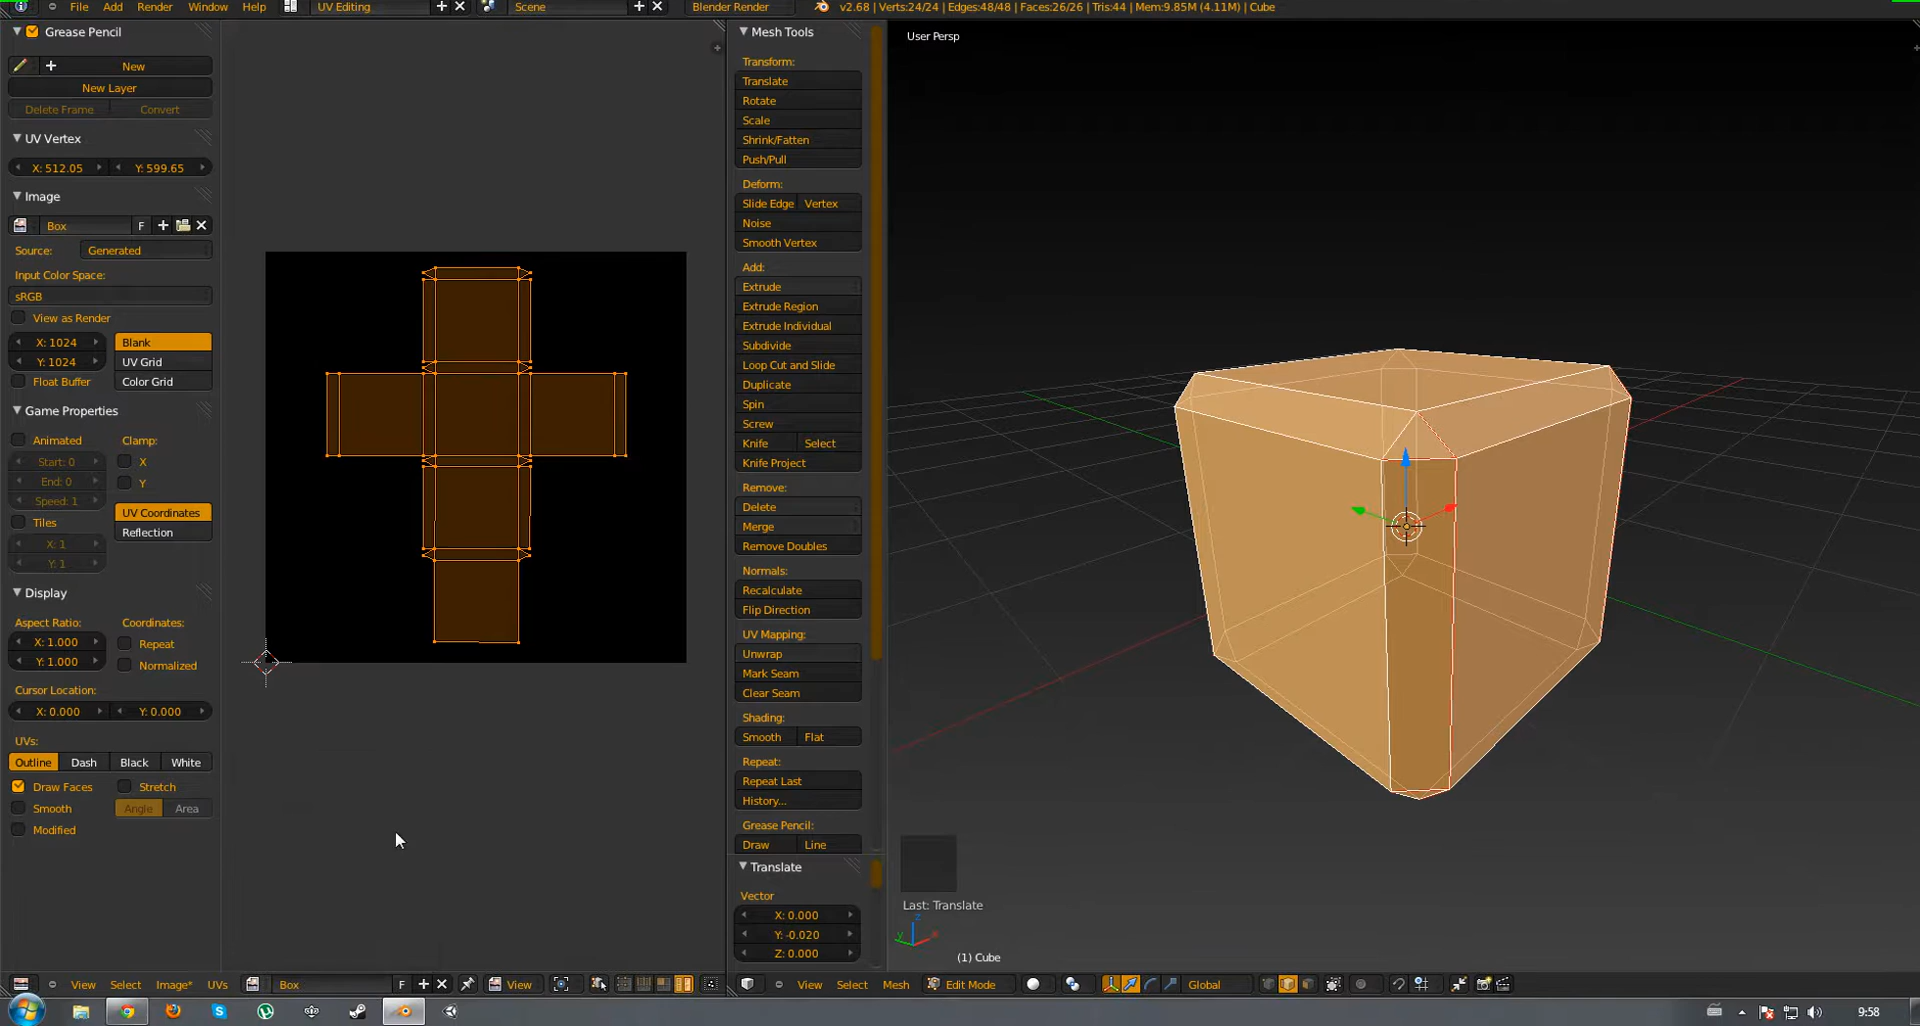 File Add Render Window Help UV Editing Scene Blender Render v2.68 | Verts:24/24 | Edges:48/48 | Faces:26/26 | Tris:44 | Mem:9.85M (4.11M) | Cube
Grease Pencil
New
New Layer
Delete Frame Convert
UV Vertex
X: 512.05 Y: 599.65
Image
Box F
Source: Generated
Input Color Space:
sRGB
View as Render
X: 1024 Blank
Y: 1024 UV Grid
Float Buffer Color Grid
Game Properties
Animated Clamp:
Start: 0 X
End: 0 Y
Speed: 1
UV Coordinates
Tiles Reflection
X: 1
Y: 1
Display
Aspect Ratio: Coordinates:
X: 1.000 Repeat
Y: 1.000 Normalized
Cursor Location:
X: 0.000 Y: 0.000
UVs:
Outline Dash Black White
Draw Faces Stretch
Smooth Angle Area
Modified
View Select Image* UVs Box F View
Mesh Tools
Transform:
Translate
Rotate
Scale
Shrink/Fatten
Push/Pull
Deform:
Slide Edge Vertex
Noise
Smooth Vertex
Add:
Extrude
Extrude Region
Extrude Individual
Subdivide
Loop Cut and Slide
Duplicate
Spin
Screw
Knife Select
Knife Project
Remove:
Delete
Merge
Remove Doubles
Normals:
Recalculate
Flip Direction
UV Mapping:
Unwrap
Mark Seam
Clear Seam
Shading:
Smooth Flat
Repeat:
Repeat Last
History...
Grease Pencil:
Draw Line
Translate
Vector
X: 0.000
Y: -0.020
Z: 0.000
User Persp
Last: Translate
z
y x
(1) Cube
View Select Mesh Edit Mode Global
9:58